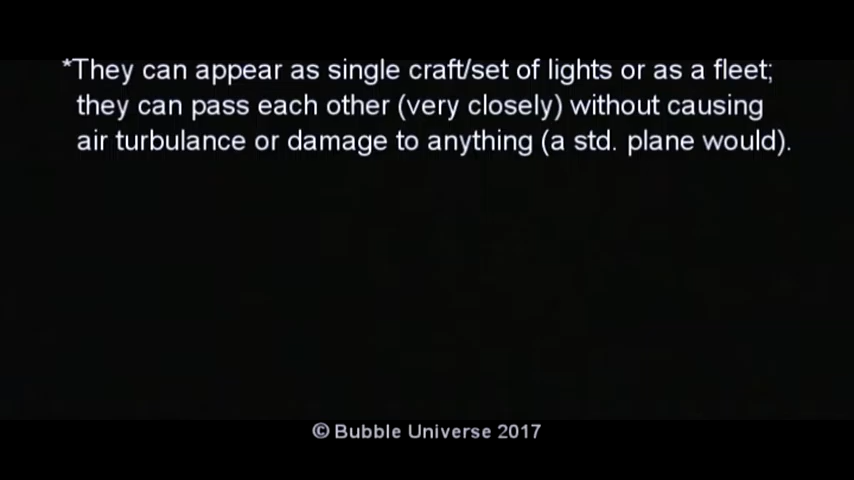 *They can appear as single craft/set of lights or as a fleet;
they can pass each other (very closely) without causing
air turbulance or damage to anything (a std. plane would).
© Bubble Universe 2017